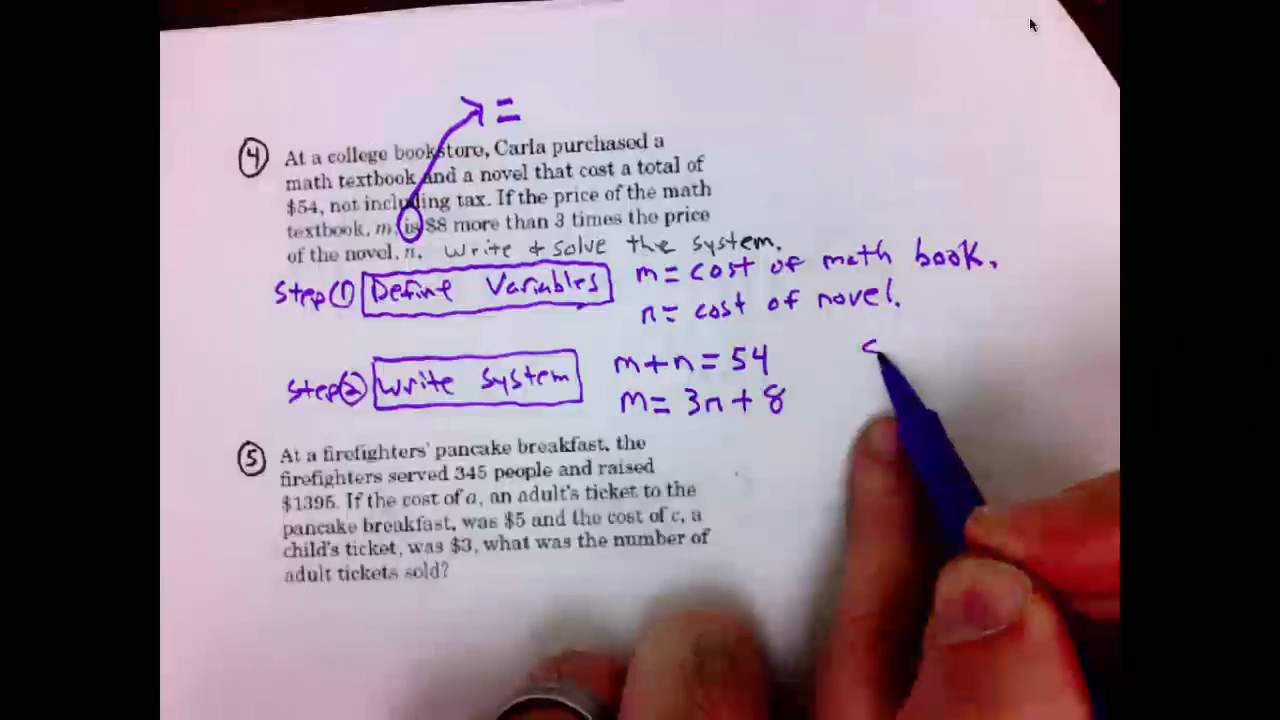 =
④ At a college bookstore, Carla purchased a
math textbook and a novel that cost a total of
$54, not including tax. If the price of the math
textbook, m, is $8 more than 3 times the price
of the novel, n. Write & solve the system.
Step ① Define Variables m = cost of math book.
n = cost of novel.
Step ② Write System m + n = 54
m = 3n + 8
⑤ At a firefighters' pancake breakfast, the
firefighters served 345 people and raised
$1395. If the cost of a, an adult's ticket to the
pancake breakfast, was $5 and the cost of c, a
child's ticket, was $3, what was the number of
adult tickets sold?